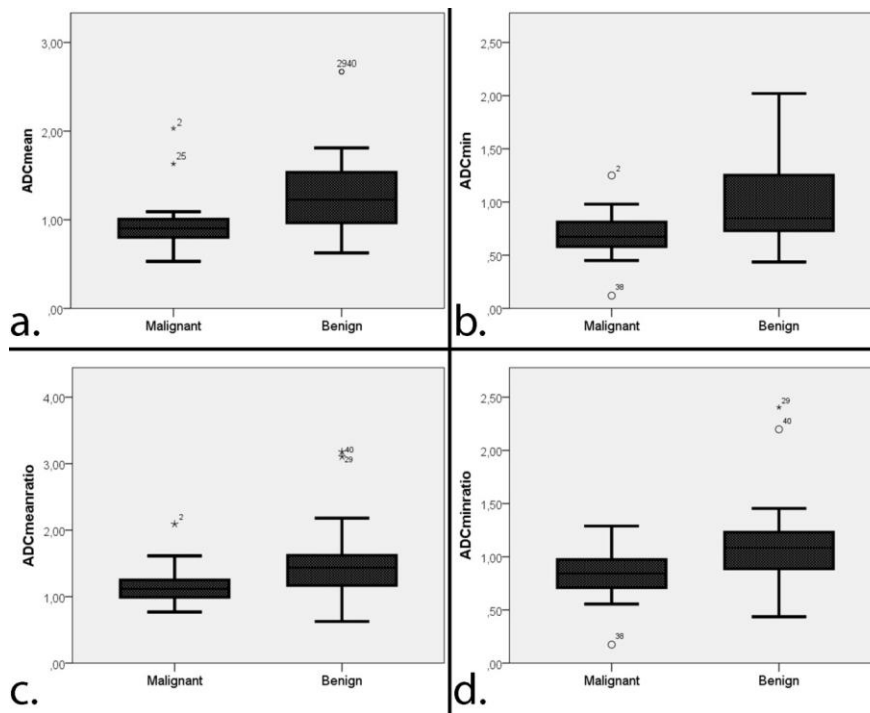 3,00
2,00
1,00
,00
ADCmean
2
25
2940
Malignant
Benign
a.
2,50
2,00
1,50
1,00
,50
,00
ADCmin
2
38
Malignant
Benign
b.
4,00
3,00
2,00
1,00
,00
ADCmeanratio
2
40
29
Malignant
Benign
c.
2,50
2,00
1,50
1,00
,50
,00
ADCminratio
38
29
40
Malignant
Benign
d.